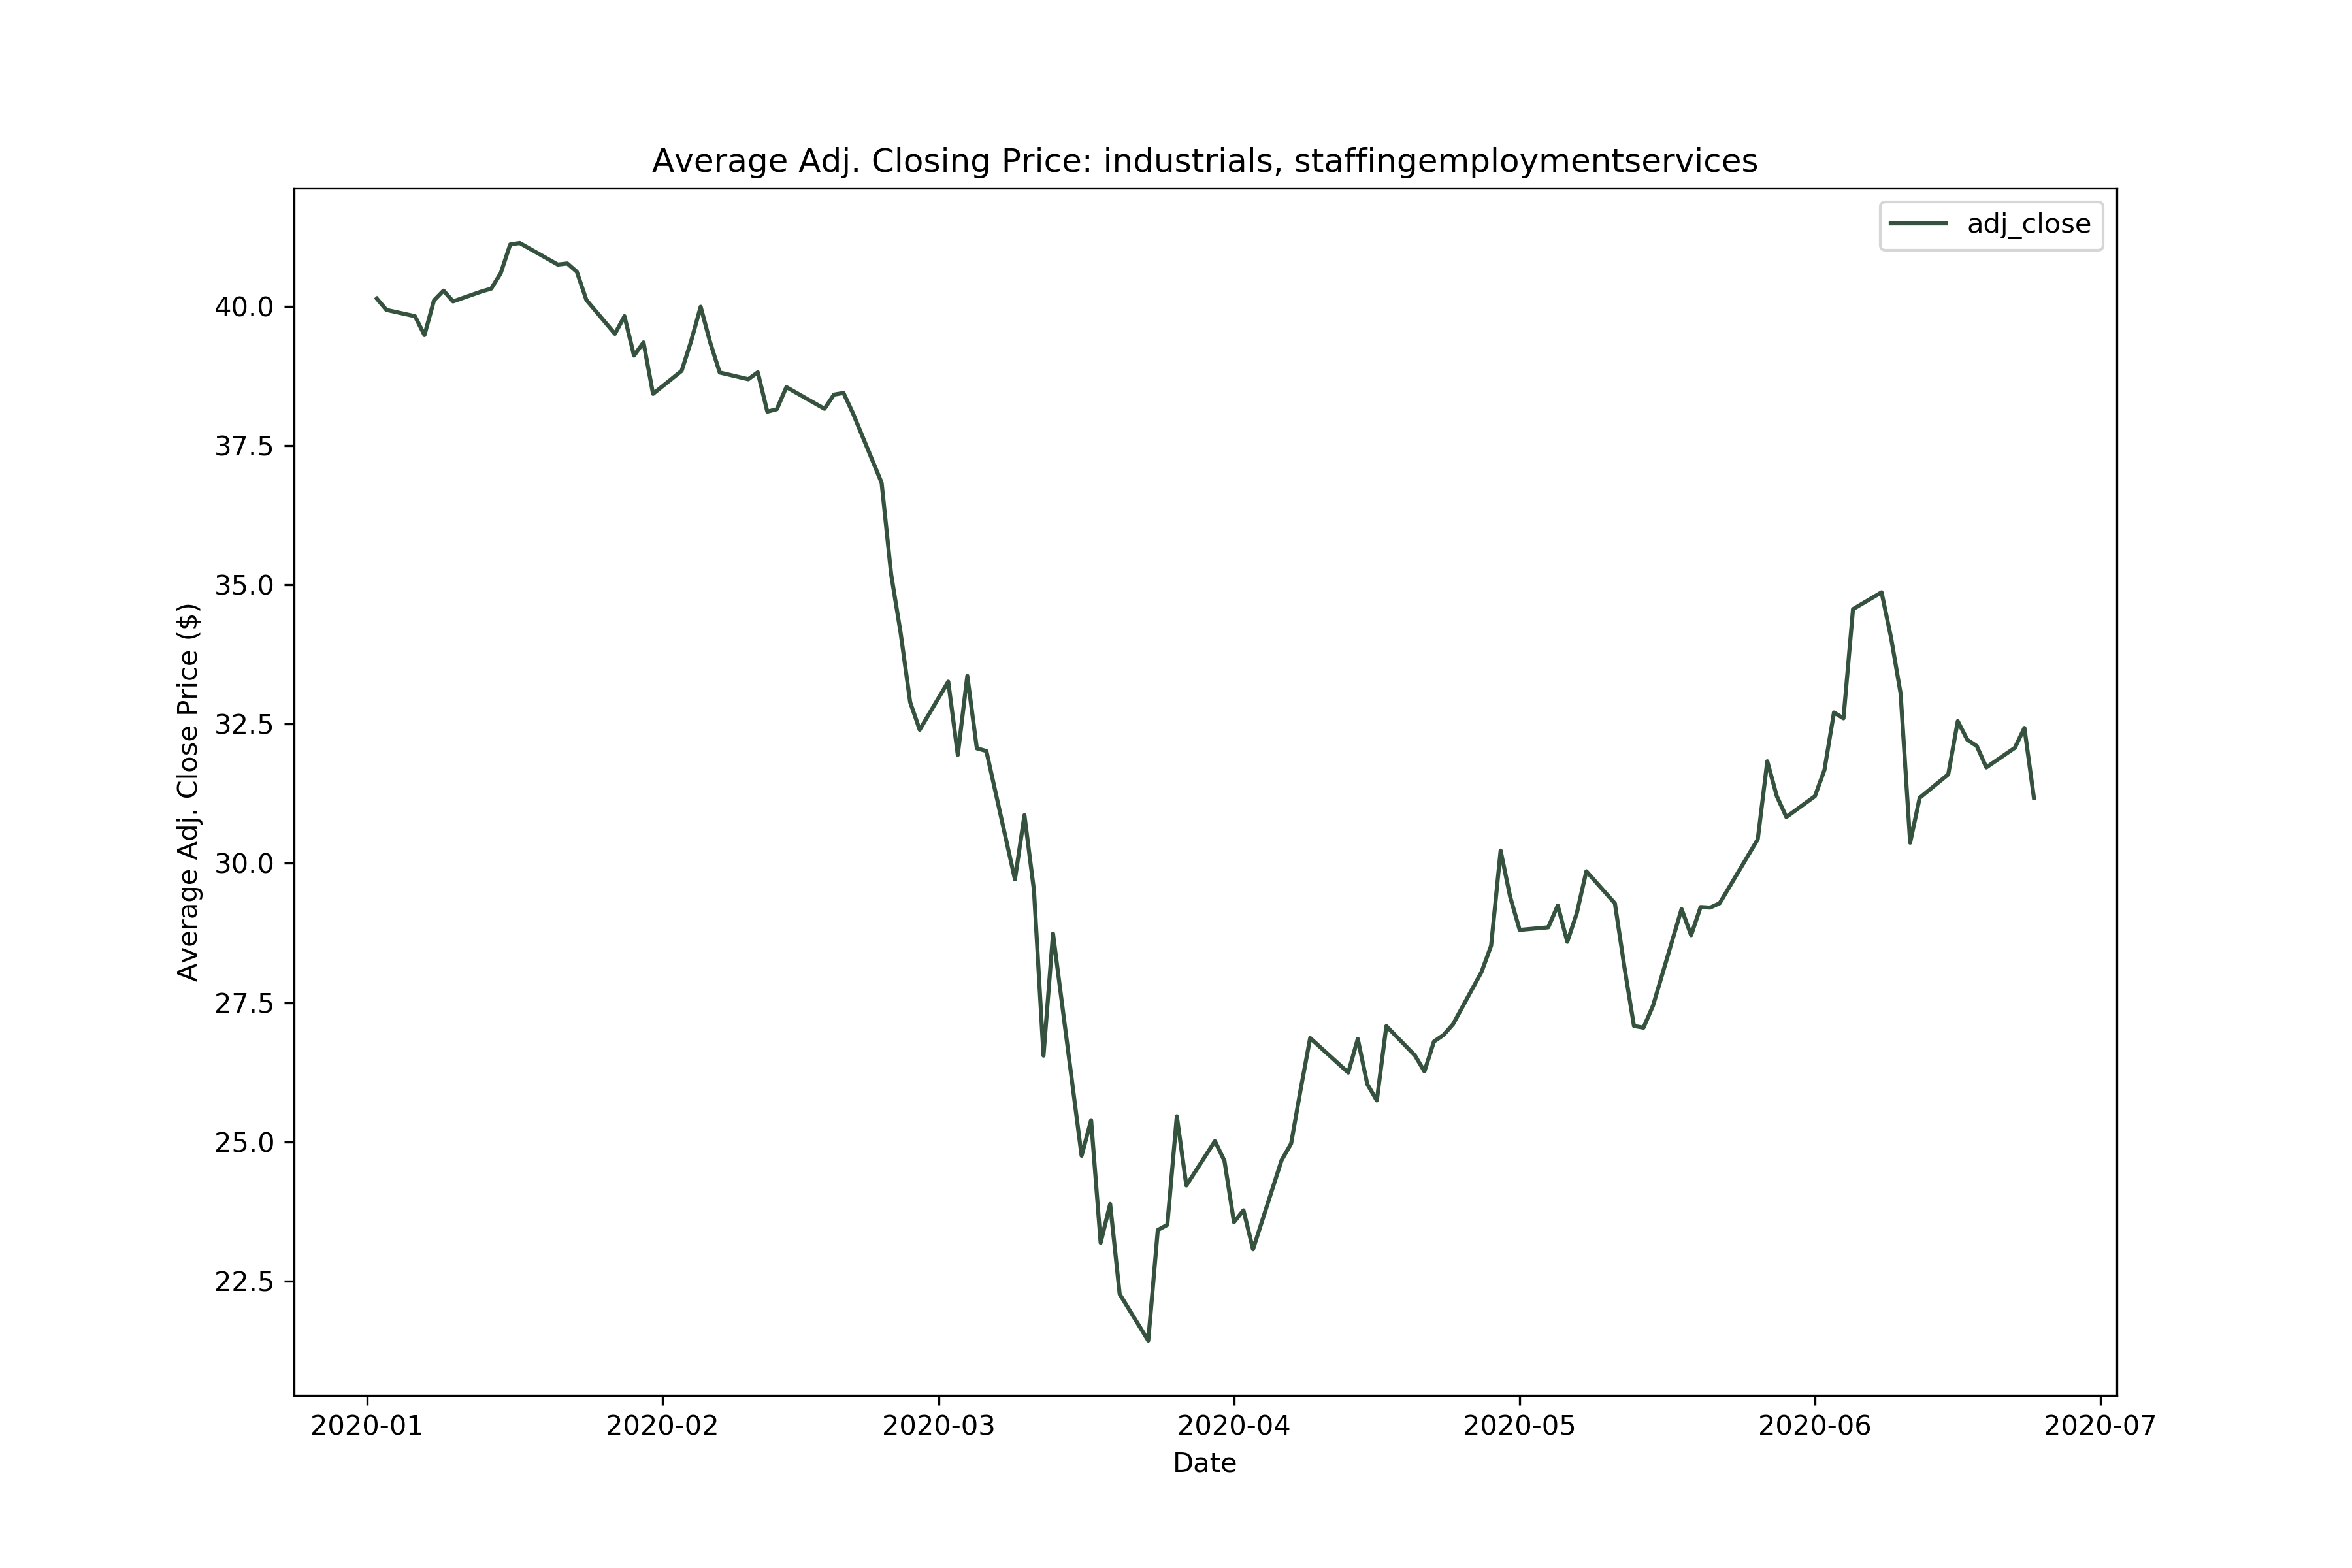 Average Adj. Closing Price: industrials, staffingemploymentservices
adj_close
Average Adj. Close Price ($)
40.0
37.5
35.0
32.5
30.0
27.5
25.0
22.5
2020-01 2020-02 2020-03 2020-04 2020-05 2020-06 2020-07
Date